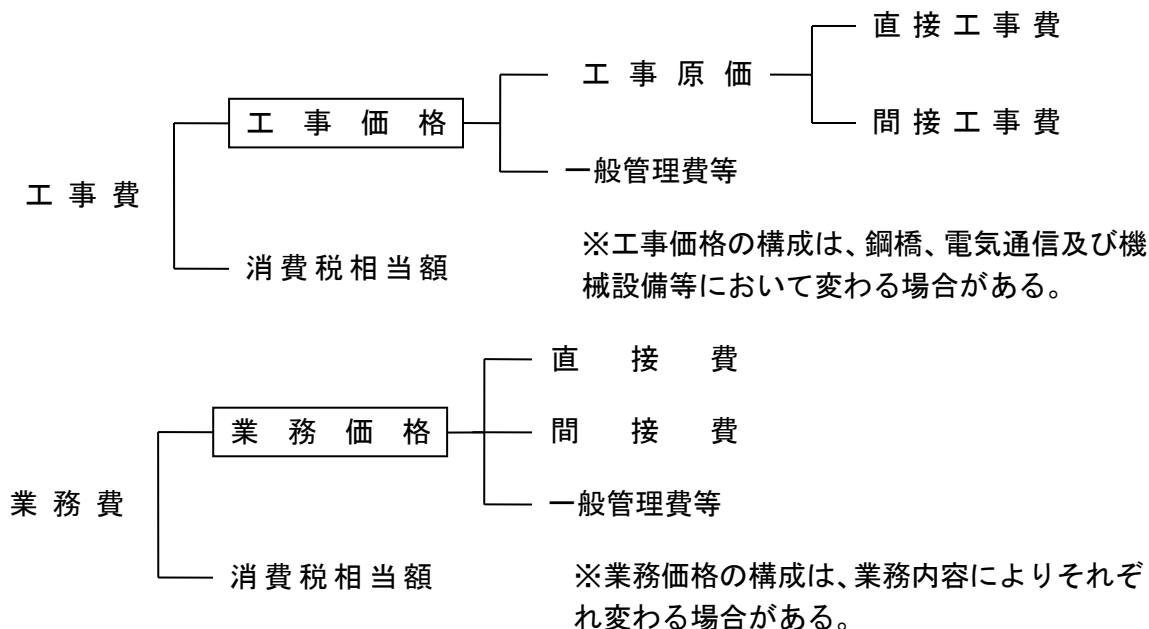 直接工事費
工事原価
工事価格
間接工事費
一般管理費等
工事費
※工事価格の構成は、鋼橋、電気通信及び機
消費税相当額
械設備等において変わる場合がある。
直接費
業務価格
間接費
業務費
一般管理費等
消費税相当額
※業務価格の構成は、業務内容によりそれぞ
れ変わる場合がある。